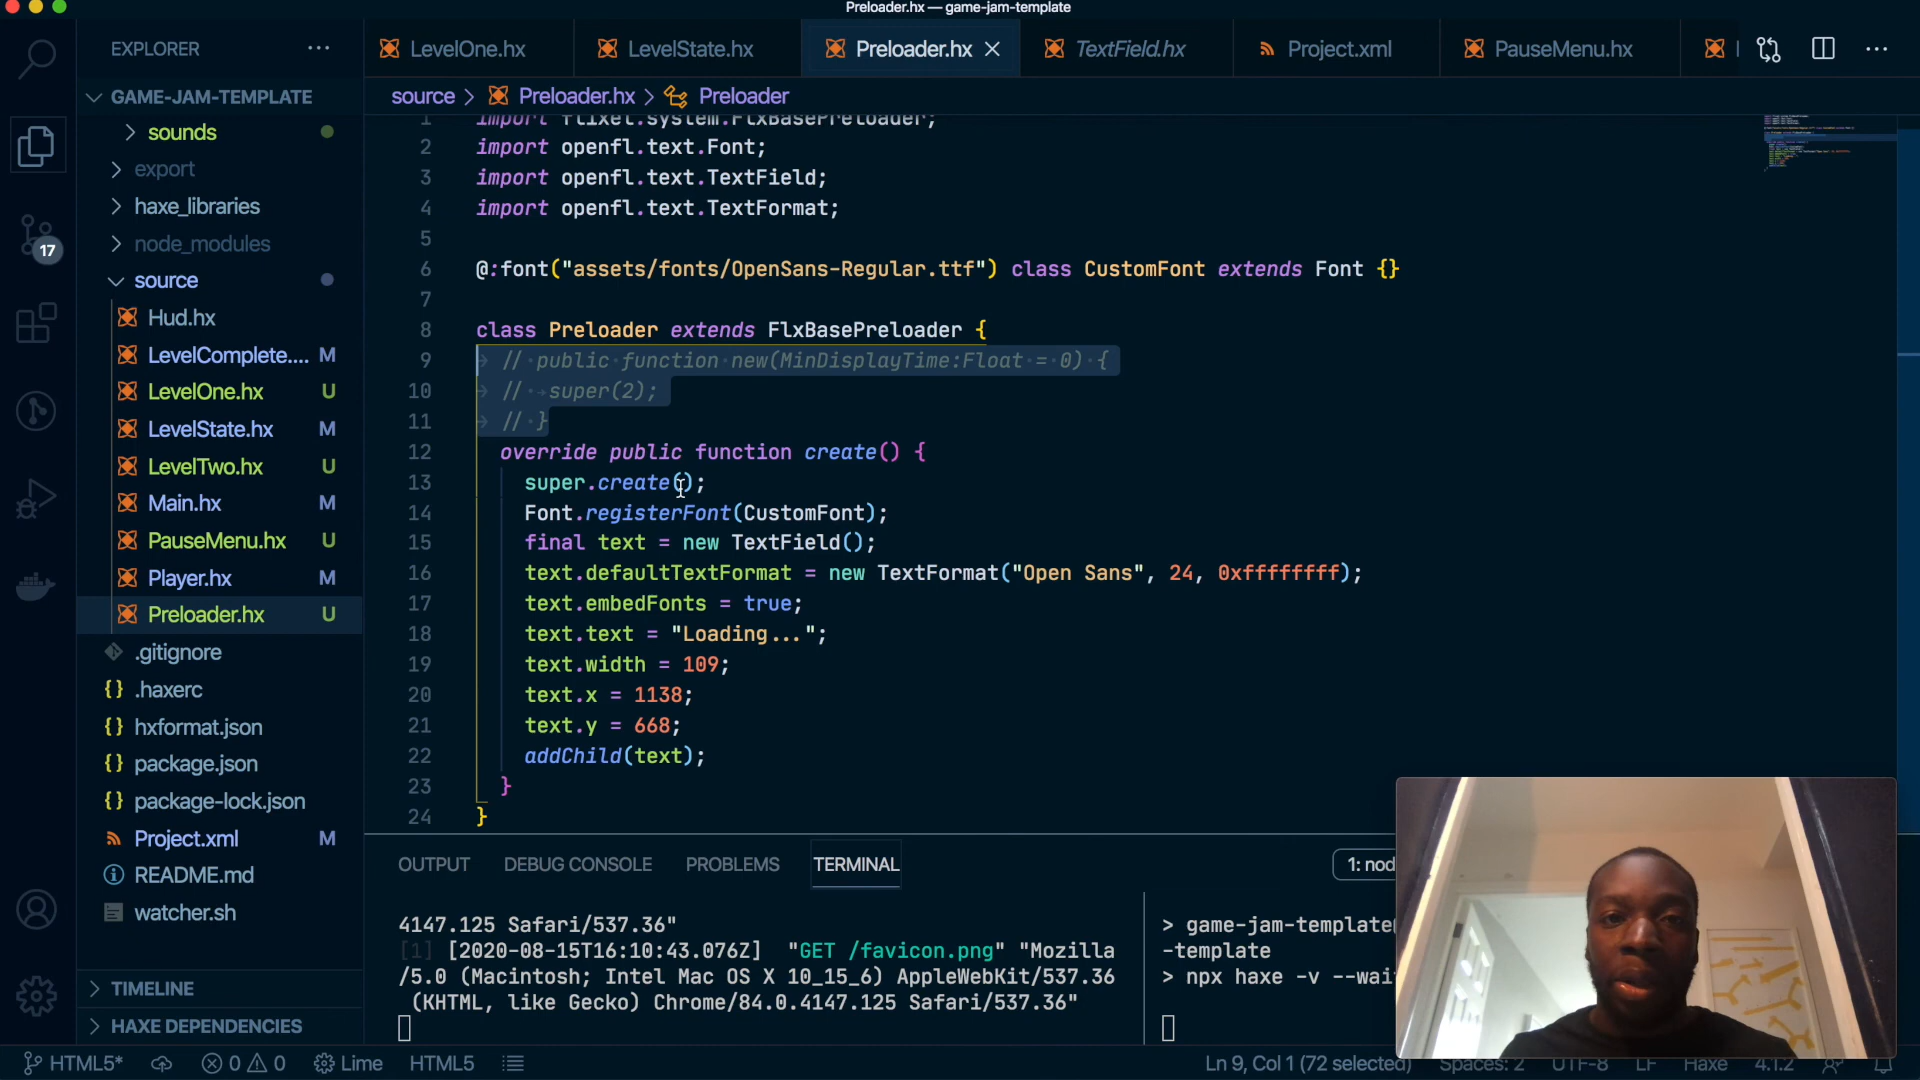 Preloader.hx — game-jam-template
EXPLORER
LevelOne.hx
LevelState.hx
Preloader.hx
TextField.hx
Project.xml
PauseMenu.hx
GAME-JAM-TEMPLATE
source > Preloader.hx > Preloader
sounds
export
haxe_libraries
node_modules
source
Hud.hx
LevelComplete.... M
LevelOne.hx U
LevelState.hx M
LevelTwo.hx U
Main.hx
PauseMenu.hx U
Player.hx M
Preloader.hx U
.gitignore
.haxerc
hxformat.json
package.json
package-lock.json
Project.xml M
README.md
watcher.sh
TIMELINE
HAXE DEPENDENCIES
17
1 import flixel.system.FlxBasePreloader;
2 import openfl.text.Font;
3 import openfl.text.TextField;
4 import openfl.text.TextFormat;
5
6 @:font("assets/fonts/OpenSans-Regular.ttf") class CustomFont extends Font {}
7
8 class Preloader extends FlxBasePreloader {
9 // public function new(MinDisplayTime:Float = 0) {
10 // super(2);
11 // }
12 override public function create() {
13 super.create();
14 Font.registerFont(CustomFont);
15 final text = new TextField();
16 text.defaultTextFormat = new TextFormat("Open Sans", 24, 0xffffffff);
17 text.embedFonts = true;
18 text.text = "Loading...";
19 text.width = 109;
20 text.x = 1138;
21 text.y = 668;
22 addChild(text);
23 }
24 }
OUTPUT DEBUG CONSOLE PROBLEMS TERMINAL
1: nod
4147.125 Safari/537.36"
[1] [2020-08-15T16:10:43.076Z] "GET /favicon.png" "Mozilla
/5.0 (Macintosh; Intel Mac OS X 10_15_6) AppleWebKit/537.36
(KHTML, like Gecko) Chrome/84.0.4147.125 Safari/537.36"
> game-jam-template@
-template
> npx haxe -v --wai
HTML5* 0 0 Lime HTML5
Ln 9, Col 1 (72 selected) Spaces: 2 UTF-8 LF Haxe 4.1.2